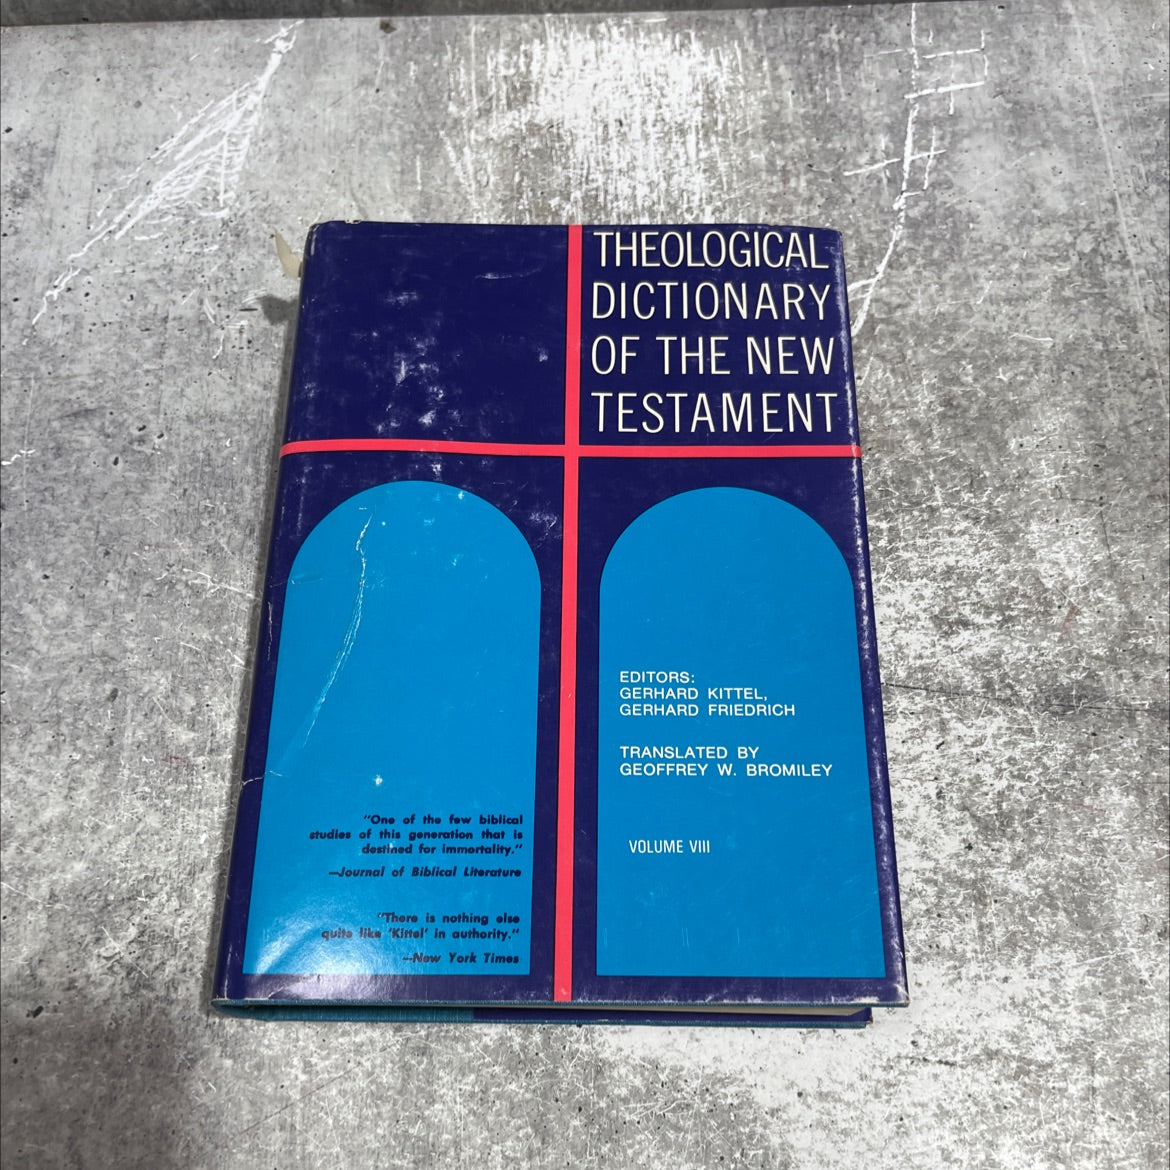 THEOLOGICAL
DICTIONARY
OF THE NEW
TESTAMENT
EDITORS:
GERHARD KITTEL,
GERHARD FRIEDRICH
TRANSLATED BY
GEOFFREY W. BROMILEY
VOLUME VIII
"One of the few biblical
studies of this generation that is
destined for immortality."
—Journal of Biblical Literature
"There is nothing else
quite like 'Kittel' in authority."
—New York Times